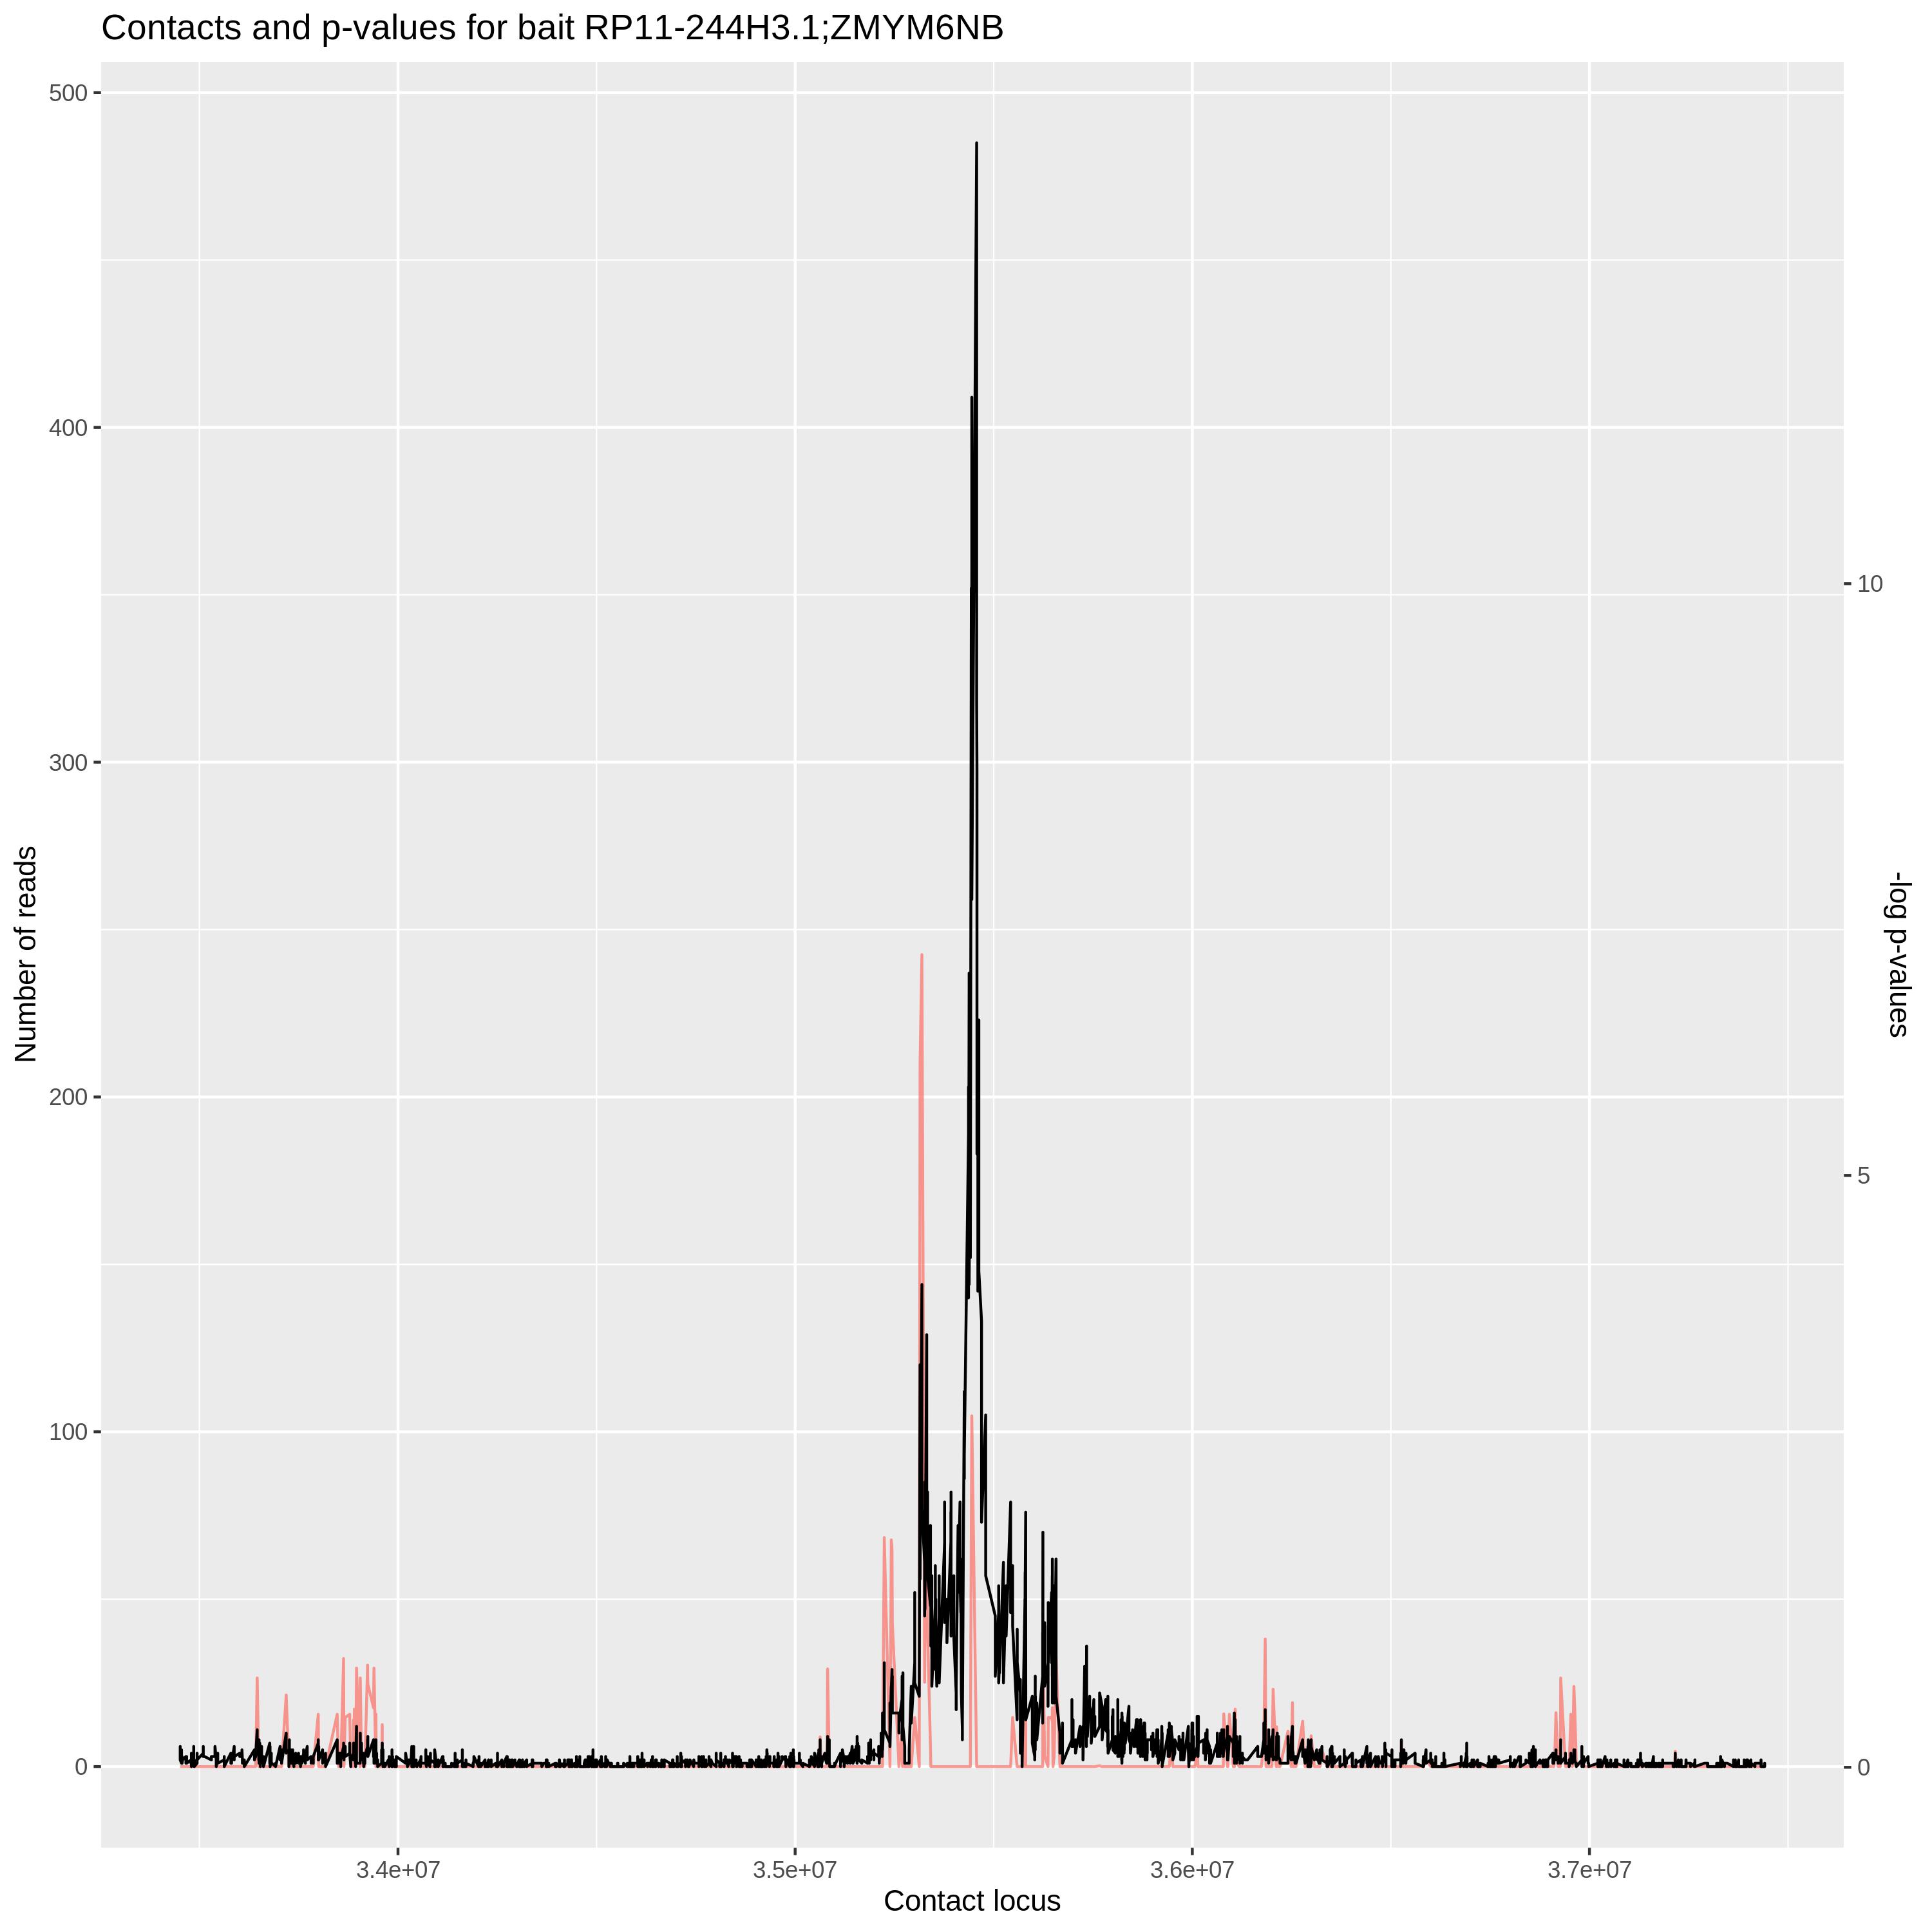 Contacts and p-values for bait RP11-244H3.1;ZMYM6NB
500
400
300
200
100
0
Number of reads
10
5
0
-log p-values
3.4e+07
3.5e+07
3.6e+07
3.7e+07
Contact locus